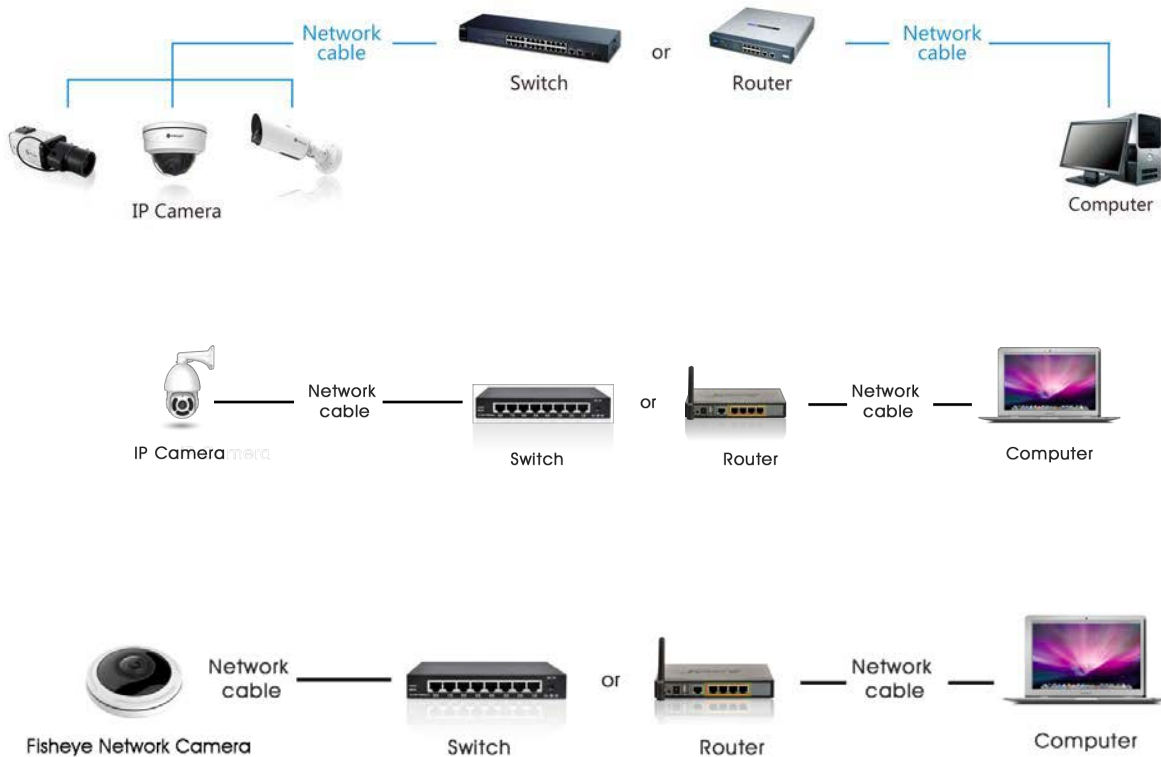 Network
cable
Switch
or
Router
Network
cable
IP Camera
Computer
IP Camera
Network
cable
Switch
or
Router
Network
cable
Computer
Fisheye Network Camera
Network
cable
Switch
or
Router
Network
cable
Computer